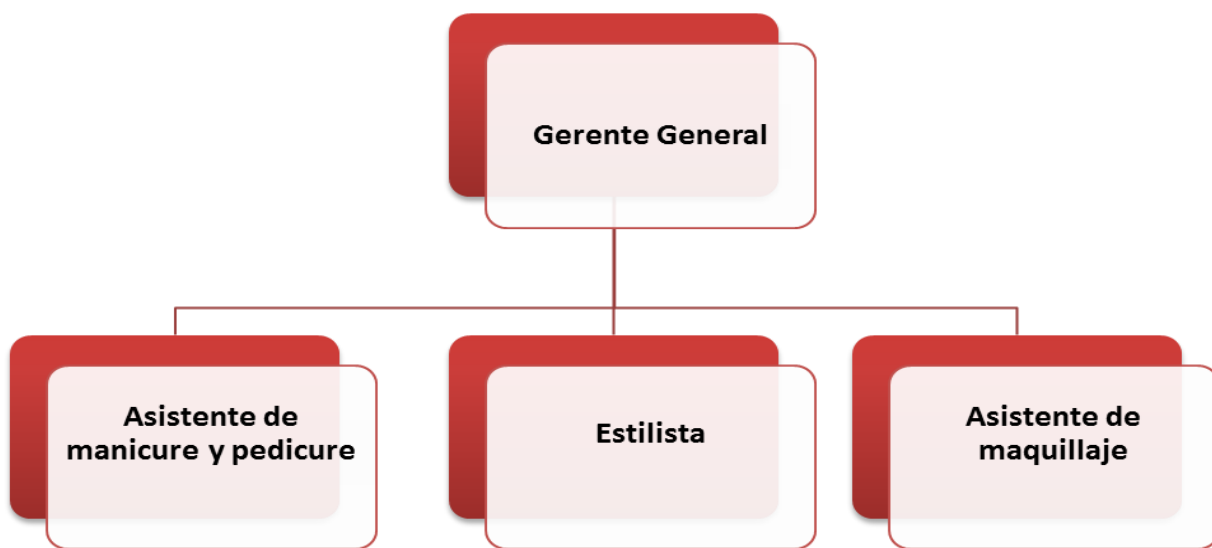 Gerente General
Asistente de
manicure y pedicure
Estilista
Asistente de
maquillaje